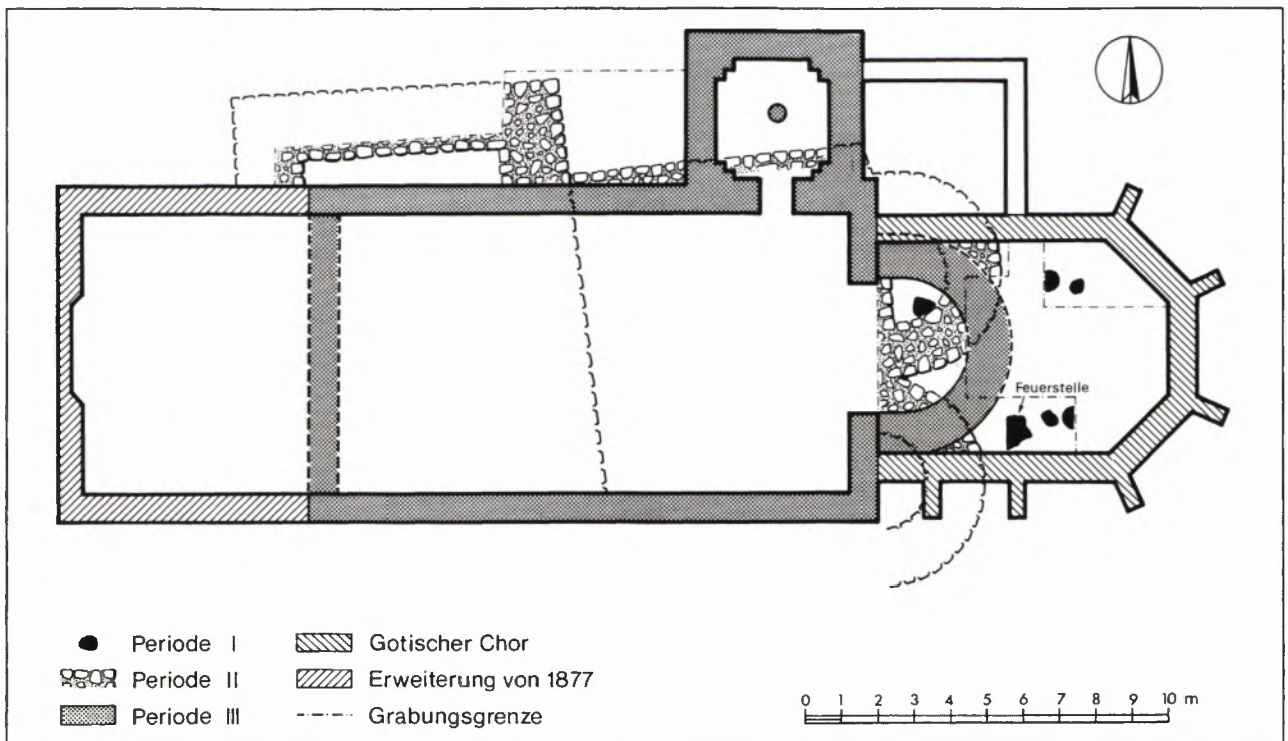 Feuerstelle
Periode I
Periode II
Periode III
Gotischer Chor
Erweiterung von 1877
Grabungsgrenze
0 1 2 3 4 5 6 7 8 9 10 m